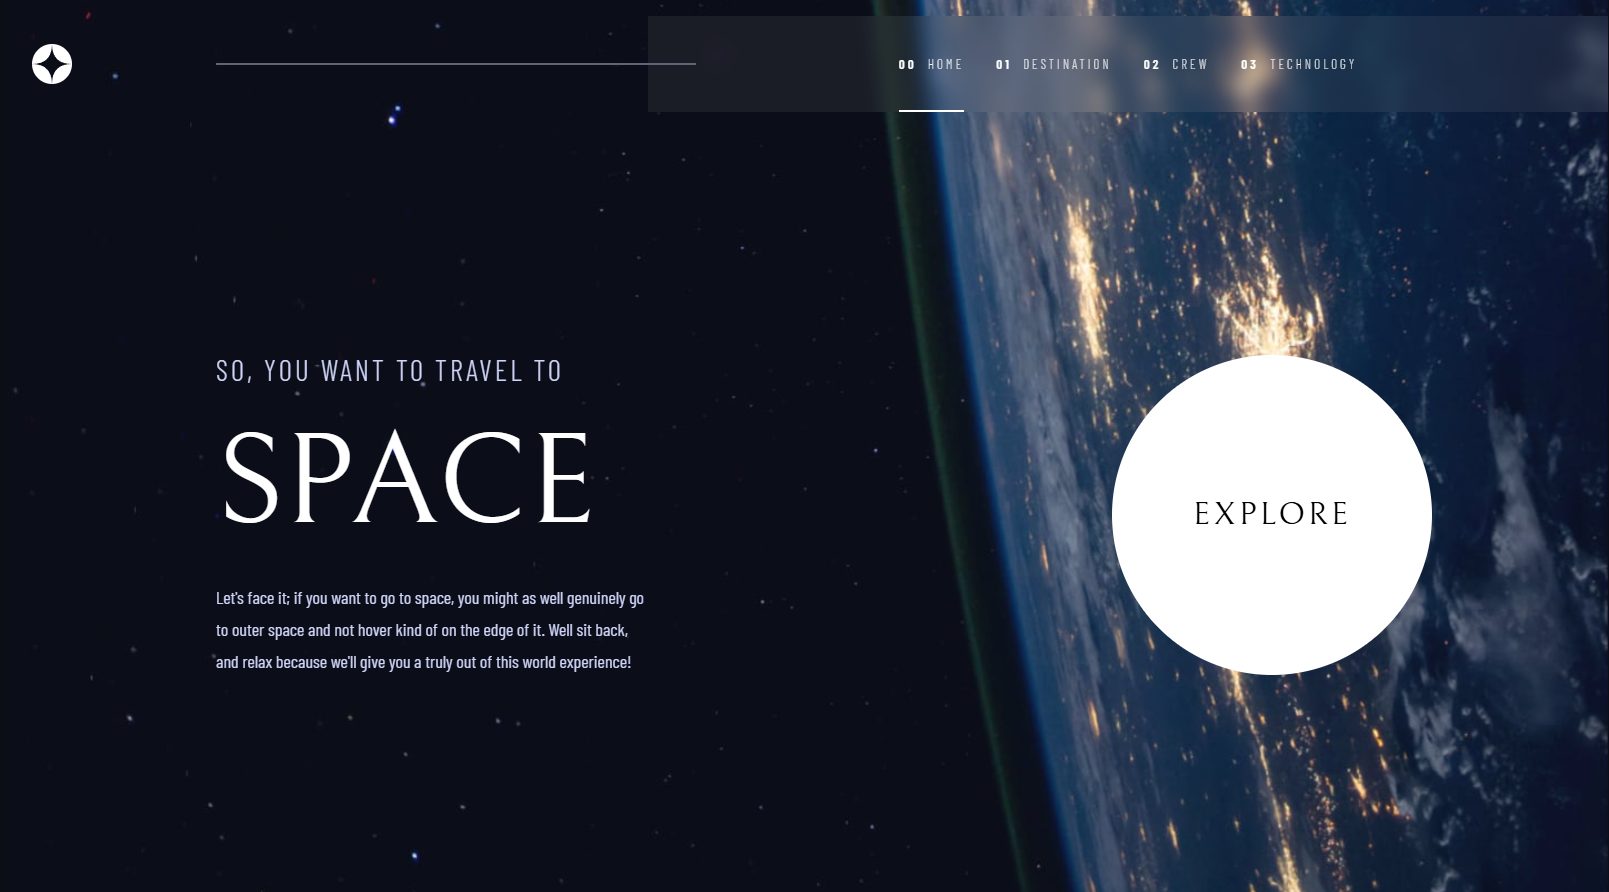 00 HOME 01 DESTINATION 02 CREW 03 TECHNOLOGY
SO, YOU WANT TO TRAVEL TO
SPACE
EXPLORE
Let's face it; if you want to go to space, you might as well genuinely go
to outer space and not hover kind of on the edge of it. Well sit back,
and relax because we'll give you a truly out of this world experience!